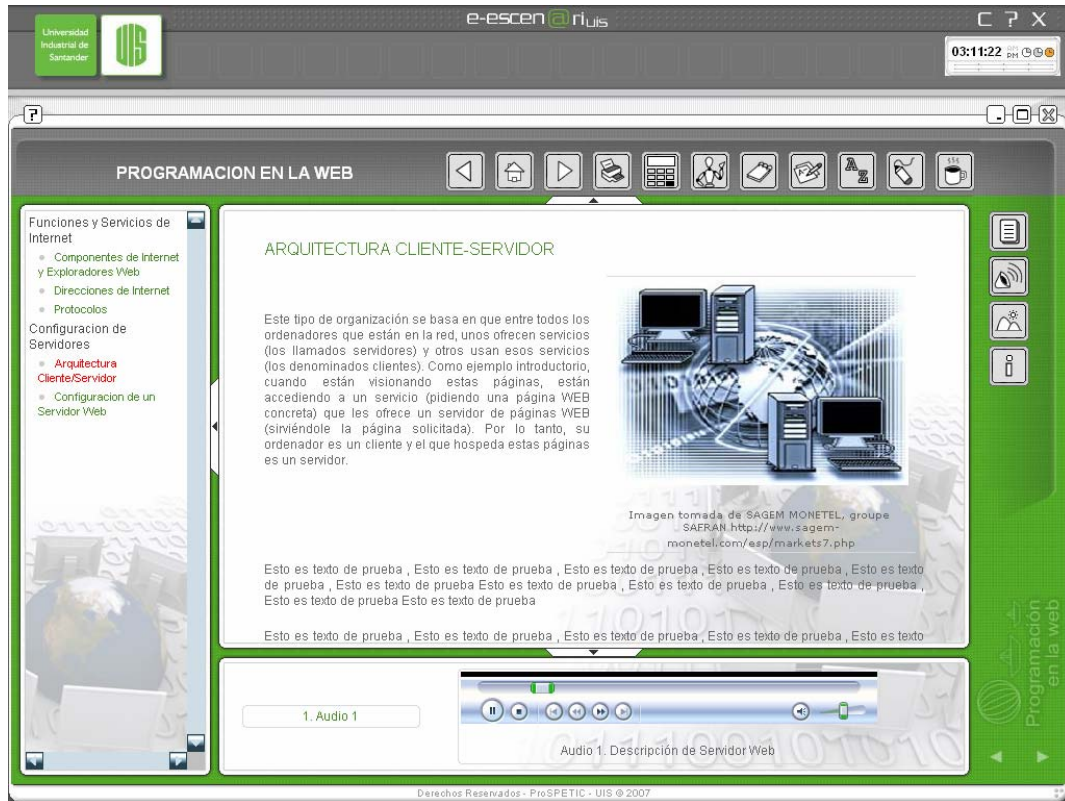 e-escen@ri uis
C ? X
Universidad
Industrial de
Santander
UIS
03:11:22 AM
PM
?
PROGRAMACION EN LA WEB
A
Z
Funciones y Servicios de
Internet
Componentes de Internet
y Exploradores Web
Direcciones de Internet
Protocolos
Configuracion de
Servidores
Arquitectura
Cliente/Servidor
Configuracion de un
Servidor Web
ARQUITECTURA CLIENTE-SERVIDOR
Este tipo de organización se basa en que entre todos los
ordenadores que están en la red, unos ofrecen servicios
(los llamados servidores) y otros usan esos servicios
(los denominados clientes). Como ejemplo introductorio,
cuando están visionando estas páginas, están
accediendo a un servicio (pidiendo una página WEB
concreta) que les ofrece un servidor de páginas WEB
(sirviéndole la página solicitada). Por lo tanto, su
ordenador es un cliente y el que hospeda estas páginas
es un servidor.
Imagen tomada de SAGEM MONETEL, groupe
SAFRAN http://www.sagem-
monetel.com/esp/markets7.php
Esto es texto de prueba , Esto es texto de prueba , Esto es texto de prueba , Esto es texto de prueba , Esto es texto
de prueba , Esto es texto de prueba Esto es texto de prueba , Esto es texto de prueba , Esto es texto de prueba ,
Esto es texto de prueba Esto es texto de prueba
Esto es texto de prueba , Esto es texto de prueba , Esto es texto de prueba , Esto es texto de prueba , Esto es texto
1. Audio 1
Audio 1. Descripción de Servidor Web
Programación
en la web
Derechos Reservados - ProSPETIC - UIS @ 2007